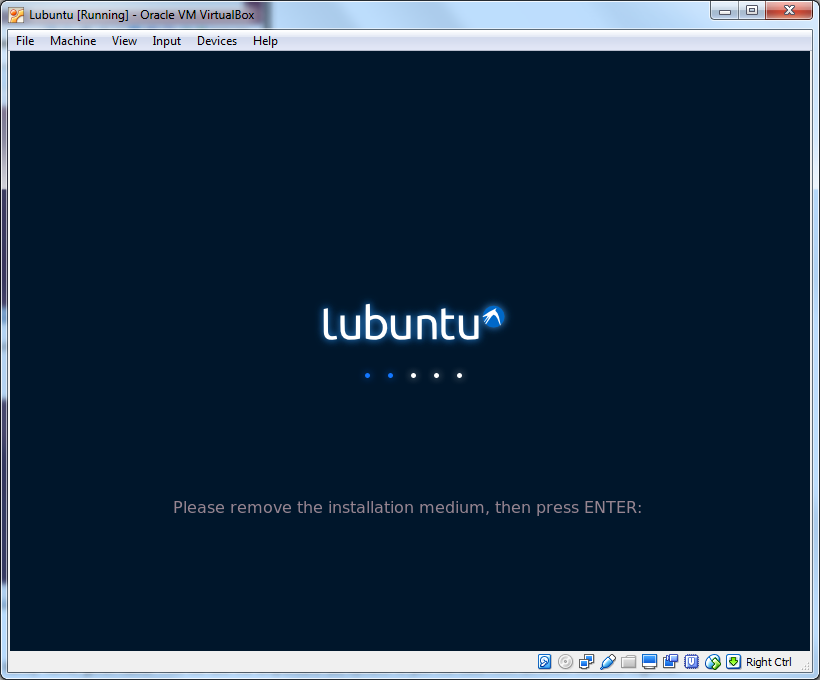 Lubuntu [Running] - Oracle VM VirtualBox
File Machine View Input Devices Help
lubuntu
Please remove the installation medium, then press ENTER:
Right Ctrl